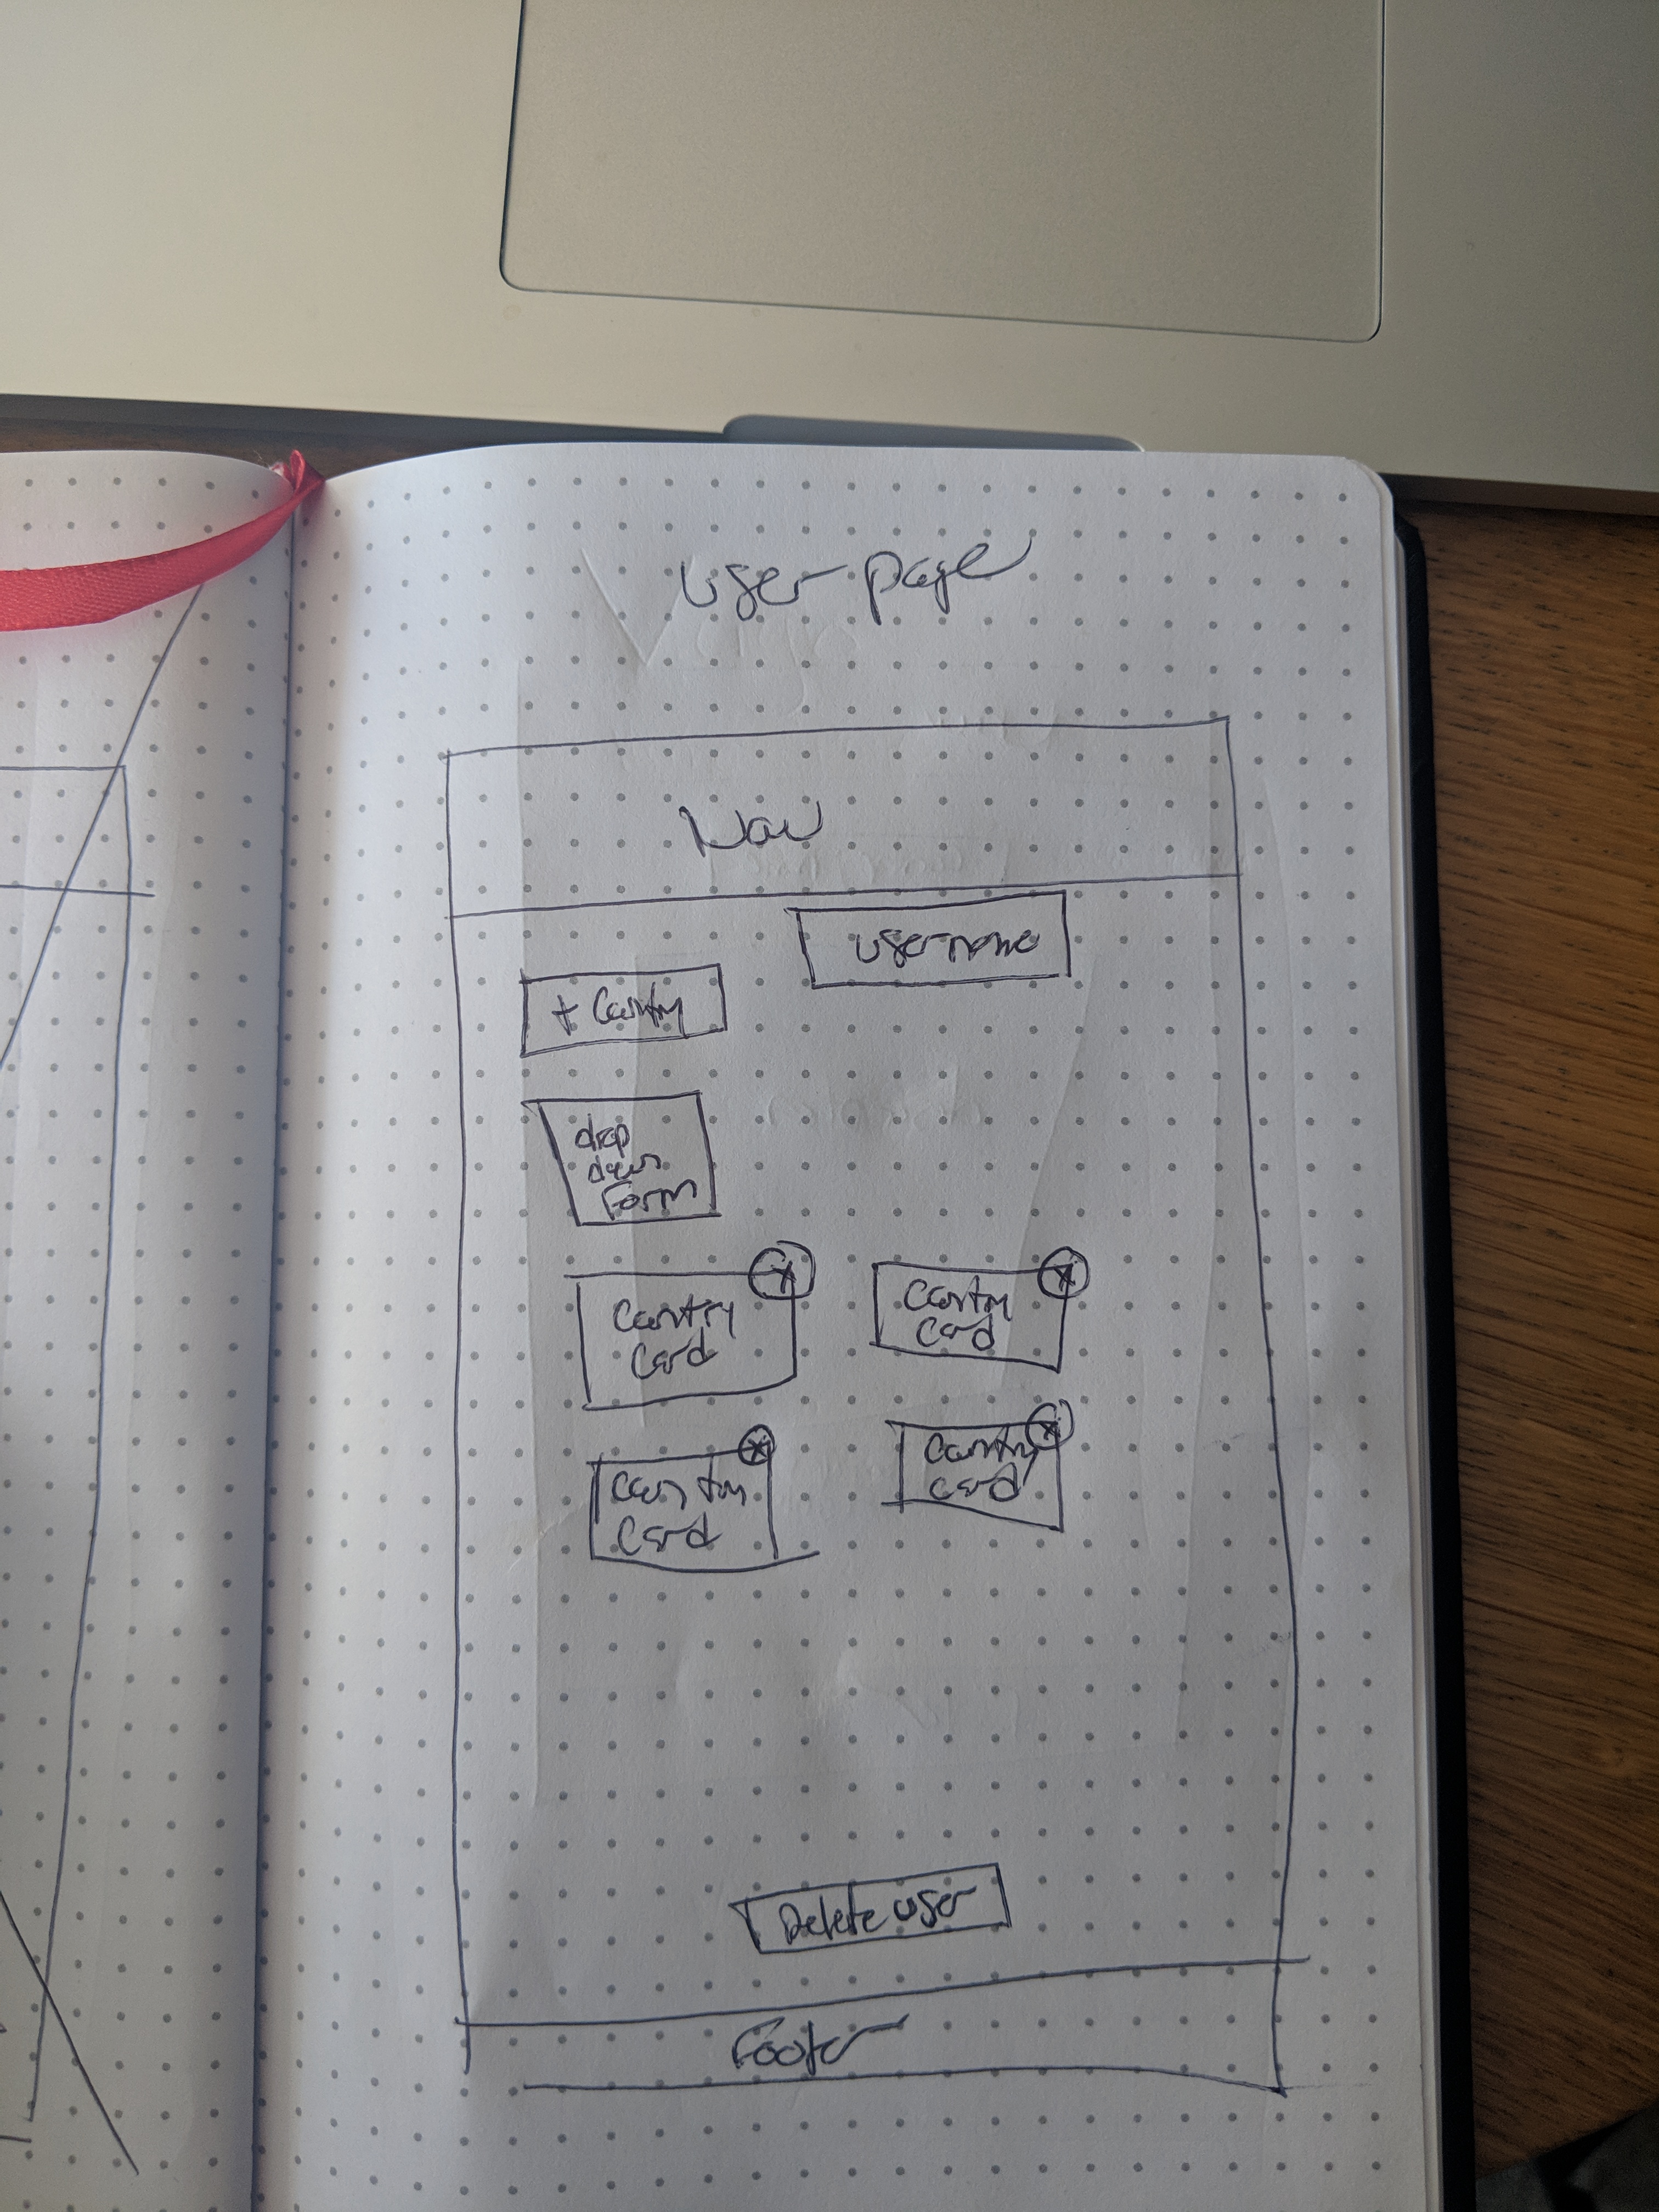 user page
Nav
username
+ Country
drop
down
Form
Country
Card
Country
Card
Country
Card
Country
Card
Delete user
Footer